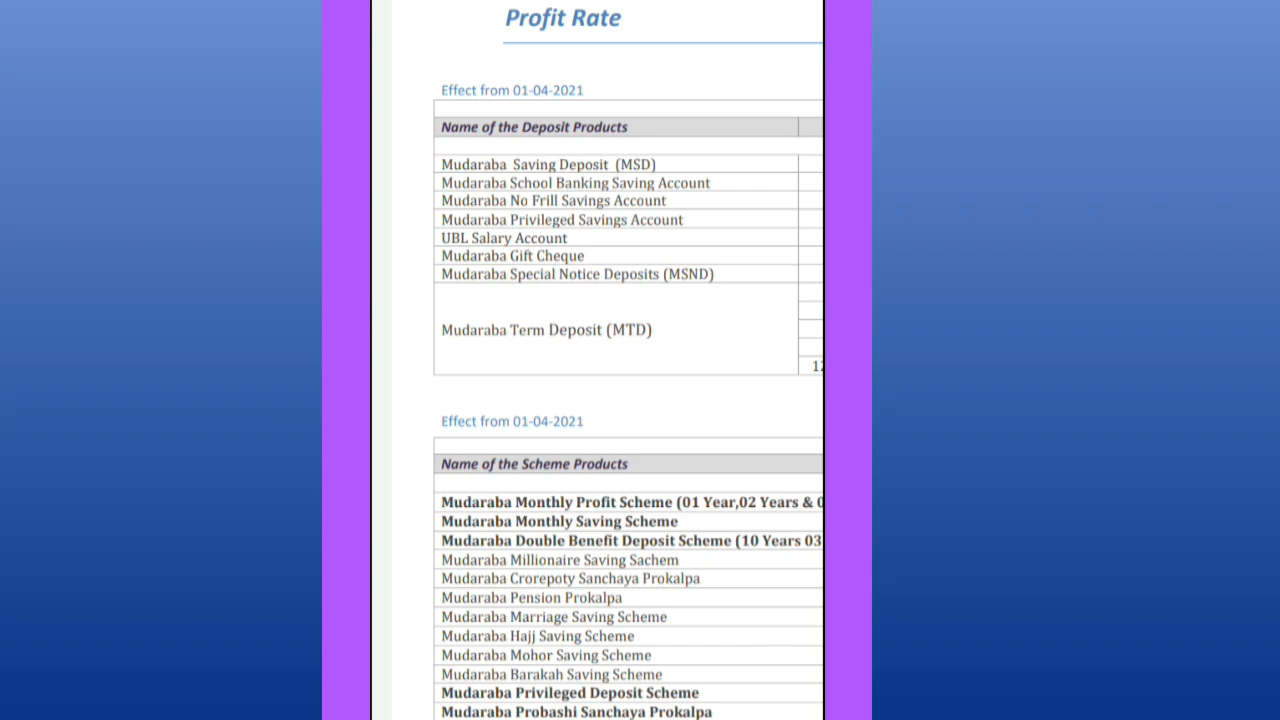 Profit Rate
Effect from 01-04-2021
Name of the Deposit Products
Mudaraba Saving Deposit (MSD)
Mudaraba School Banking Saving Account
Mudaraba No Frill Savings Account
Mudaraba Privileged Savings Account
UBL Salary Account
Mudaraba Gift Cheque
Mudaraba Special Notice Deposits (MSND)
Mudaraba Term Deposit (MTD)
Effect from 01-04-2021
Name of the Scheme Products
Mudaraba Monthly Profit Scheme (01 Year,02 Years &
Mudaraba Monthly Saving Scheme
Mudaraba Double Benefit Deposit Scheme (10 Years 03
Mudaraba Millionaire Saving Sachem
Mudaraba Crorepoty Sanchaya Prokalpa
Mudaraba Pension Prokalpa
Mudaraba Marriage Saving Scheme
Mudaraba Hajj Saving Scheme
Mudaraba Mohor Saving Scheme
Mudaraba Barakah Saving Scheme
Mudaraba Privileged Deposit Scheme
Mudaraba Probashi Sanchaya Prokalpa